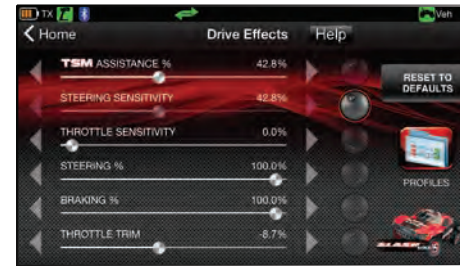 TX Veh
Home Drive Effects Help
TSM ASSISTANCE % 42.8%
STEERING SENSITIVITY 42.8%
THROTTLE SENSITIVITY 0.0%
STEERING % 100.0%
BRAKING % 100.0%
THROTTLE TRIM -8.7%
RESET TO
DEFAULTS
PROFILES
SLASH